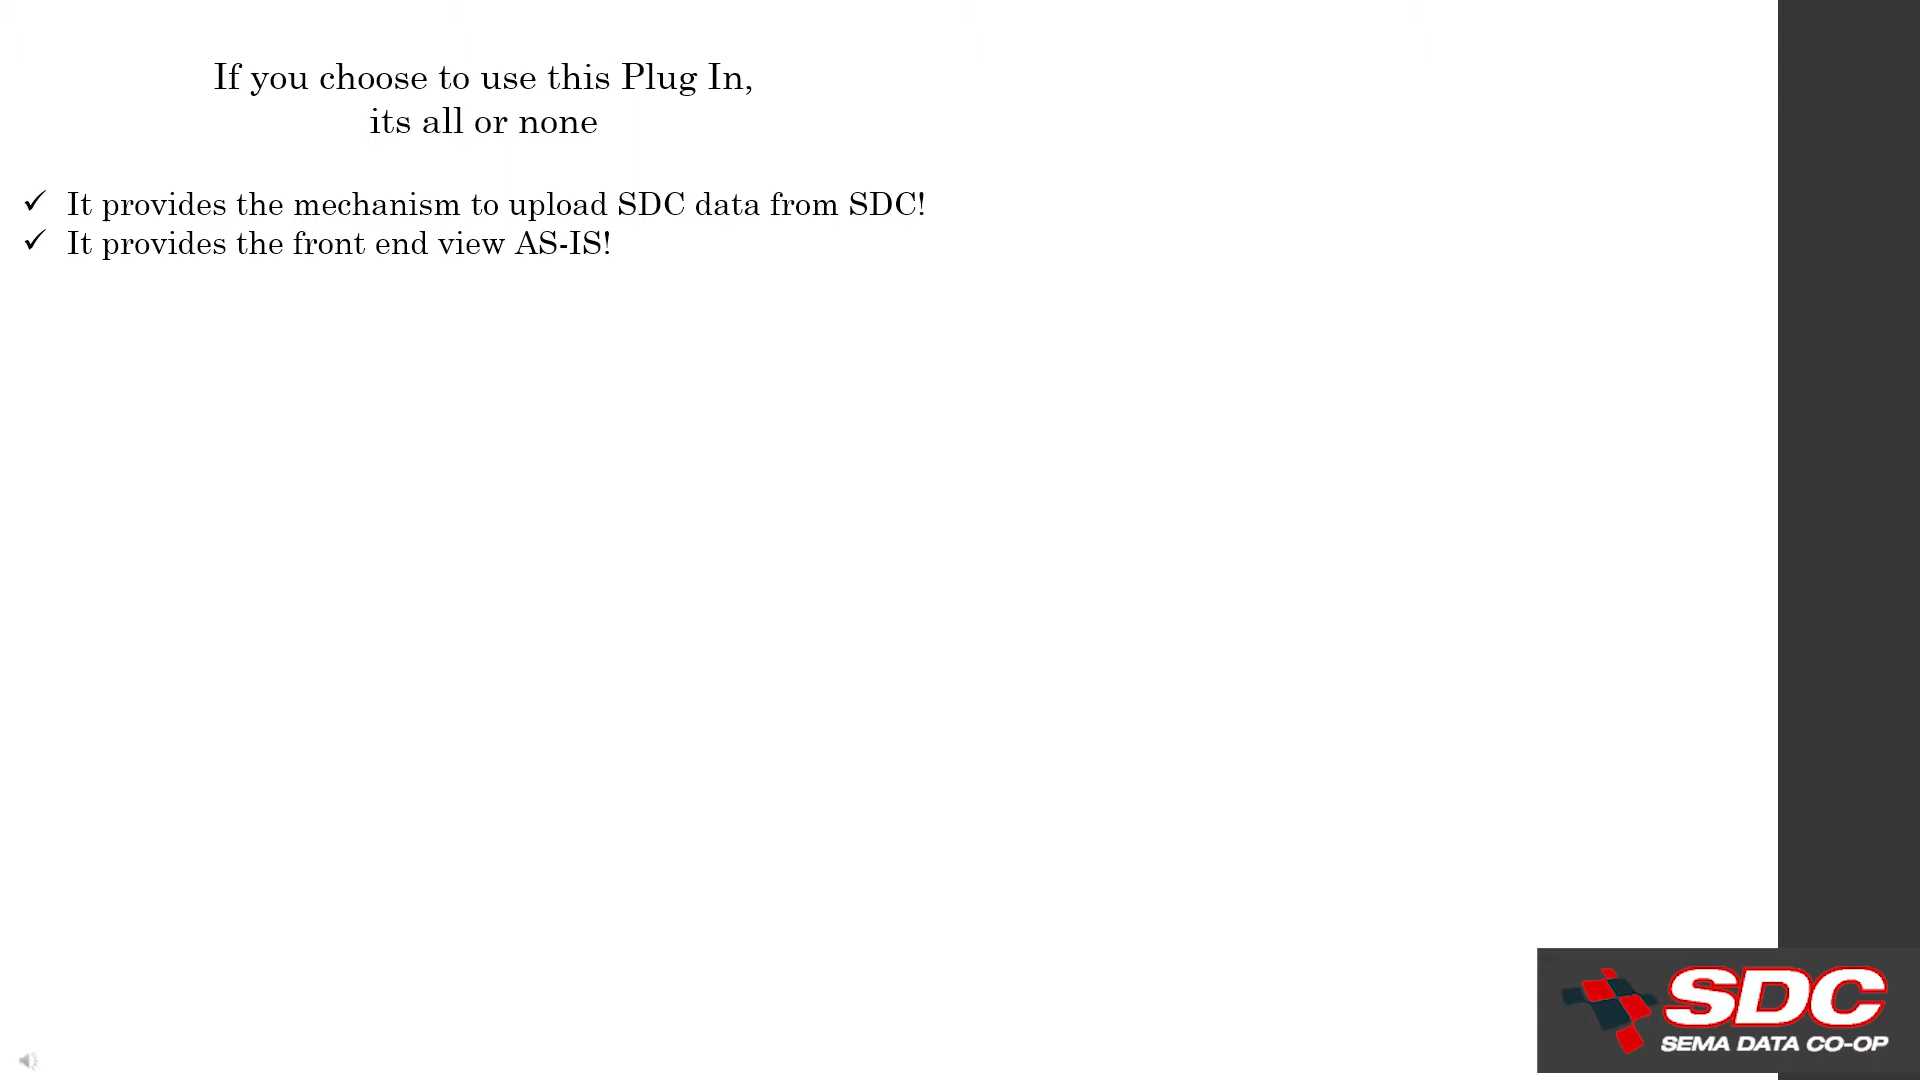 If you choose to use this Plug In,
its all or none
✓ It provides the mechanism to upload SDC data from SDC!
✓ It provides the front end view AS-IS!
SDC
SEMA DATA CO-OP